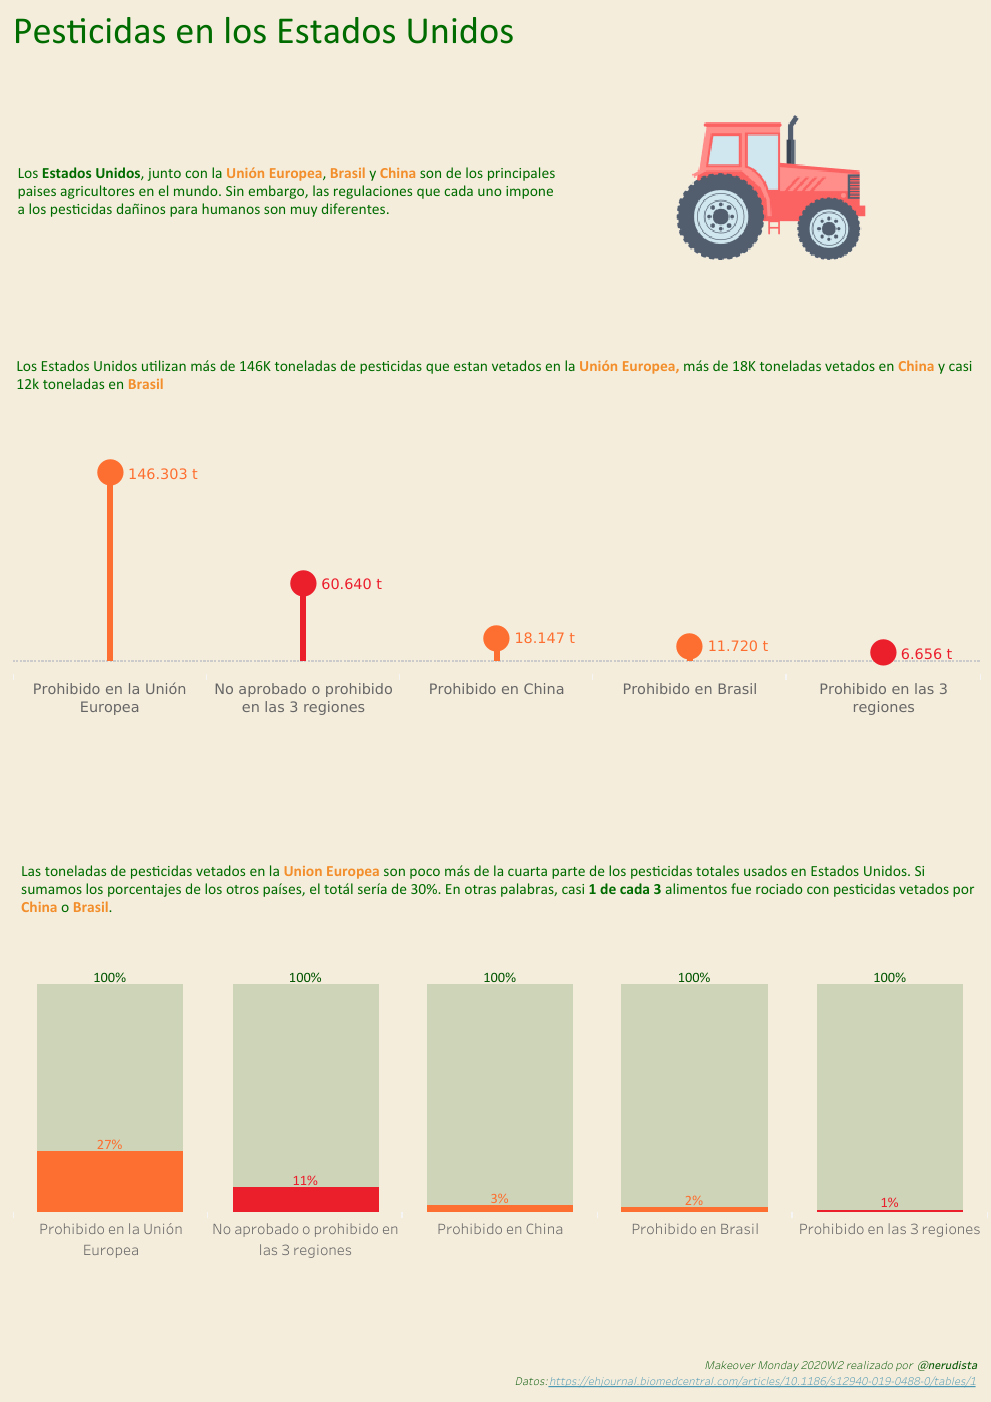 Pesticidas en los Estados Unidos
Los Estados Unidos, junto con la Unión Europea, Brasil y China son de los principales
paises agricultores en el mundo. Sin embargo, las regulaciones que cada uno impone
a los pesticidas dañinos para humanos son muy diferentes.
Los Estados Unidos utilizan más de 146K toneladas de pesticidas que estan vetados en la Unión Europea, más de 18K toneladas vetados en China y casi
12k toneladas en Brasil
146.303 t
60.640 t
18.147 t
11.720 t
6.656 t
Prohibido en la Unión
Europea
No aprobado o prohibido
en las 3 regiones
Prohibido en China
Prohibido en Brasil
Prohibido en las 3
regiones
Las toneladas de pesticidas vetados en la Union Europea son poco más de la cuarta parte de los pesticidas totales usados en Estados Unidos. Si
sumamos los porcentajes de los otros países, el totál sería de 30%. En otras palabras, casi 1 de cada 3 alimentos fue rociado con pesticidas vetados por
China o Brasil.
100%
100%
100%
100%
100%
27%
11%
3%
2%
1%
Prohibido en la Unión
Europea
No aprobado o prohibido en
las 3 regiones
Prohibido en China
Prohibido en Brasil
Prohibido en las 3 regiones
Makeover Monday 2020W2 realizado por @nerudista
Datos: https://ehjournal.biomedcentral.com/articles/10.1186/s12940-019-0488-0/tables/1